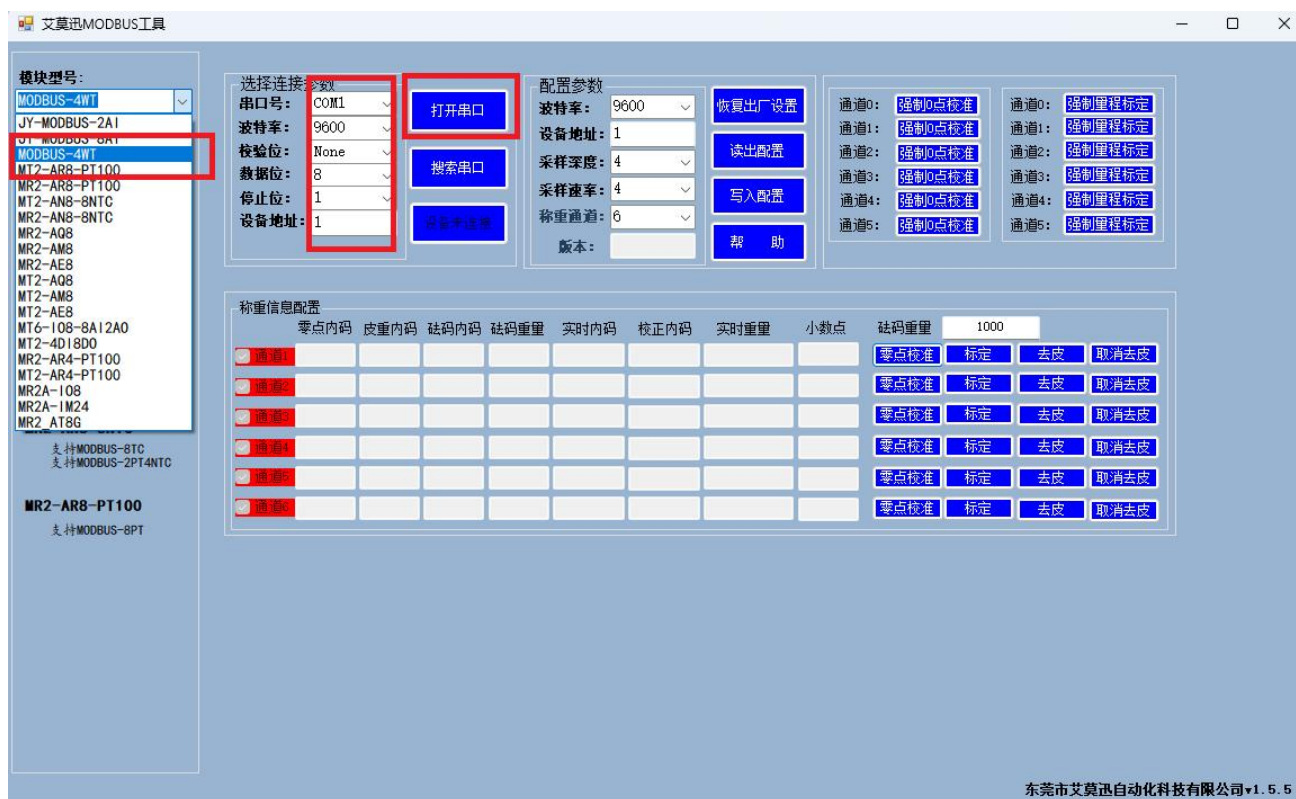 艾莫迅MODBUS工具
模块型号:
MODBUS-4WT
JY-MODBUS-2AI
JY-MODBUS-8AI
MODBUS-4WT
MT2-AR8-PT100
MR2-AR8-PT100
MT2-AN8-8NTC
MR2-AN8-8NTC
MR2-AQ8
MR2-AM8
MR2-AE8
MT2-AQ8
MT2-AM8
MT2-AE8
MT6-IO8-8AI2AO
MT2-4DI8DO
MR2-AR4-PT100
MT2-AR4-PT100
MR2A-IO8
MR2A-IM24
MR2_AT8G
支持MODBUS-8TC
支持MODBUS-2PT4NTC
MR2-AR8-PT100
支持MODBUS-8PT
选择连接参数
串口号: COM1
波特率: 9600
校验位: None
数据位: 8
停止位: 1
设备地址: 1
打开串口
搜索串口
设备未连接
配置参数
波特率: 9600
设备地址: 1
采样深度: 4
采样速率: 4
称重通道: 6
版本:
恢复出厂设置
读出配置
写入配置
帮 助
通道0: 强制0点校准
通道1: 强制0点校准
通道2: 强制0点校准
通道3: 强制0点校准
通道4: 强制0点校准
通道5: 强制0点校准
通道0: 强制里程标定
通道1: 强制里程标定
通道2: 强制里程标定
通道3: 强制里程标定
通道4: 强制里程标定
通道5: 强制里程标定
称重信息配置
零点内码 皮重内码 砝码内码 砝码重量 实时内码 校正内码 实时重量 小数点 砝码重量 1000
通道1 零点校准 标定 去皮 取消去皮
通道2 零点校准 标定 去皮 取消去皮
通道3 零点校准 标定 去皮 取消去皮
通道4 零点校准 标定 去皮 取消去皮
通道5 零点校准 标定 去皮 取消去皮
通道6 零点校准 标定 去皮 取消去皮
东莞市艾莫迅自动化科技有限公司v1.5.5